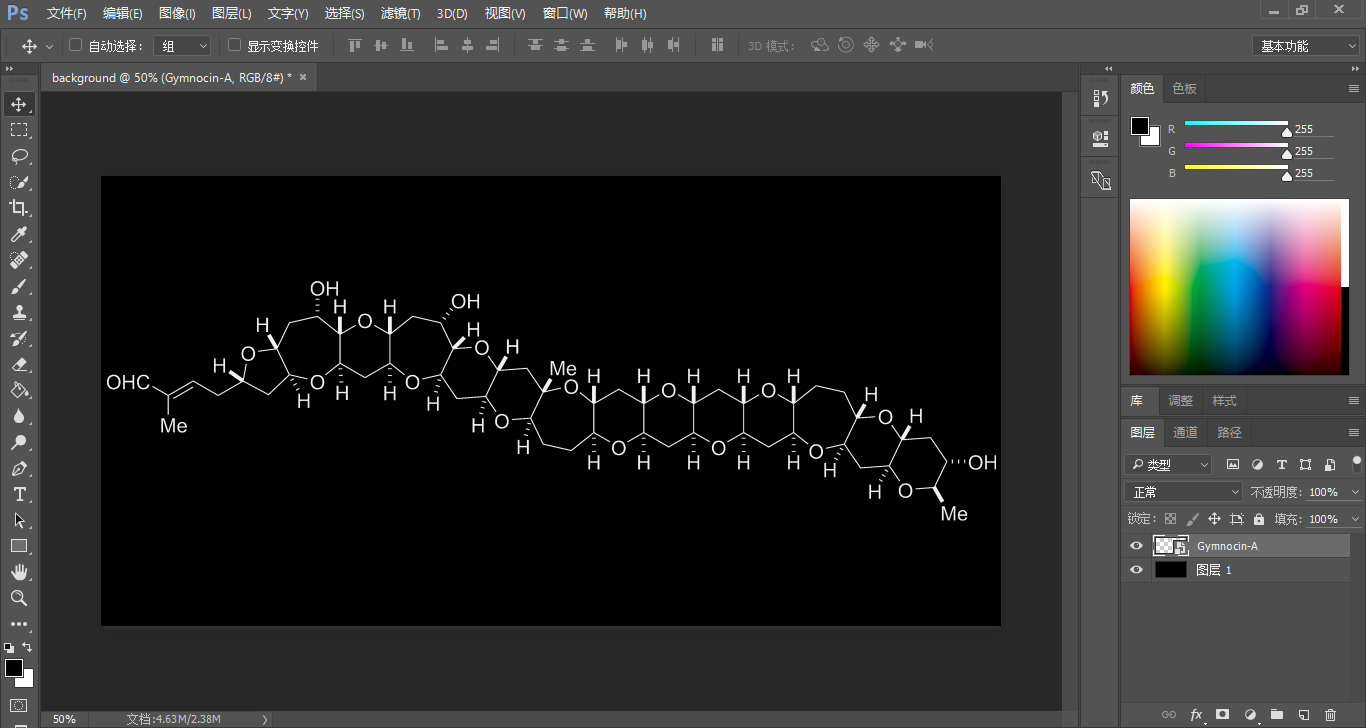 Ps 文件(F) 编辑(E) 图像(I) 图层(L) 文字(Y) 选择(S) 滤镜(T) 3D(D) 视图(V) 窗口(W) 帮助(H)
自动选择： 组 显示变换控件 3D 模式： 基本功能
background @ 50% (Gymnocin-A, RGB/8#) * ×
颜色 色板
R 255
G 255
B 255
OH
H
OH
H
O
H
H
H
O
H
O
H
Me
OHC
O
H
O
H
O
H
H
O
H
O
H
O
H
H
H
Me
H
O
H
H
O
H
O
H
H
O
H
H
O
H
H
H
O
H
OH
H
O
Me
库 调整 样式
图层 通道 路径
类型 T
正常 不透明度： 100%
锁定： 填充： 100%
Gymnocin-A
图层 1
T
fx
50% 文档:4.63M/2.38M